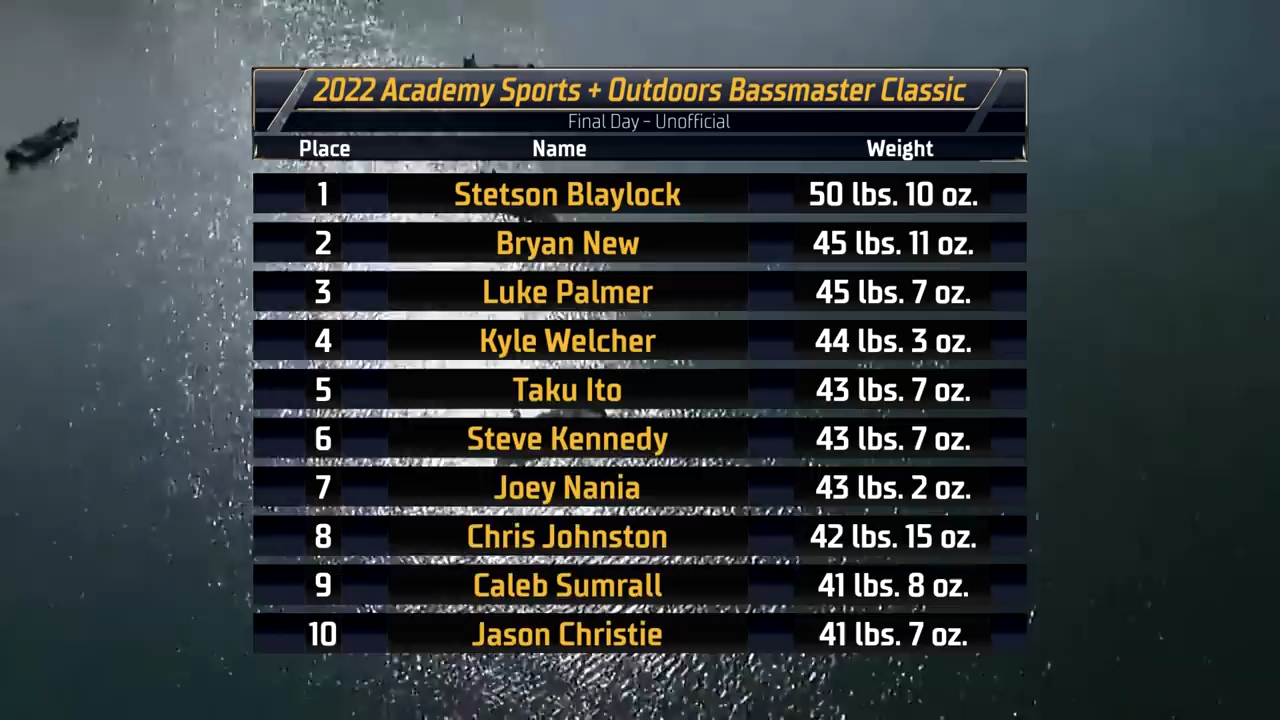 2022 Academy Sports + Outdoors Bassmaster Classic
Final Day - Unofficial
Place Name Weight
1 Stetson Blaylock 50 lbs. 10 oz.
2 Bryan New 45 lbs. 11 oz.
3 Luke Palmer 45 lbs. 7 oz.
4 Kyle Welcher 44 lbs. 3 oz.
5 Taku Ito 43 lbs. 7 oz.
6 Steve Kennedy 43 lbs. 7 oz.
7 Joey Nania 43 lbs. 2 oz.
8 Chris Johnston 42 lbs. 15 oz.
9 Caleb Sumrall 41 lbs. 8 oz.
10 Jason Christie 41 lbs. 7 oz.